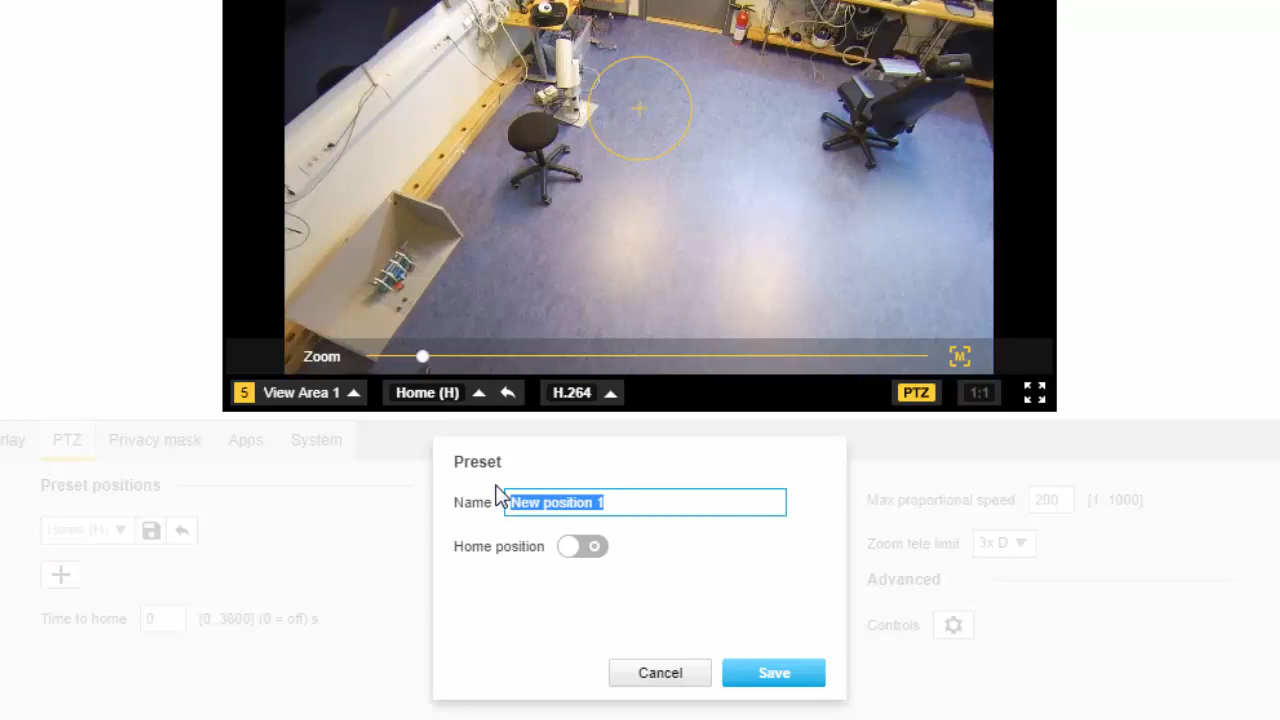 Zoom
M
5 View Area 1 Home (H) H.264 PTZ 1:1
rlay PTZ Privacy mask Apps System
Preset positions
Home (H)
Time to home 0 [0..3600] (0 = off) s
Preset
Name New position 1
Home position
Cancel Save
Max proportional speed 200 [1..1000]
Zoom tele limit 3x D
Advanced
Controls